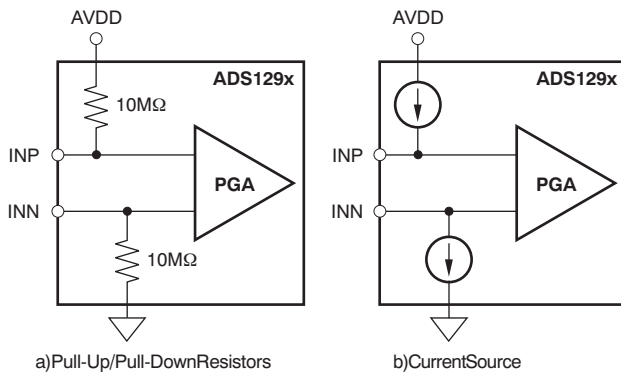 AVDD
ADS129x
10MΩ
INP
PGA
INN
10MΩ
a)Pull-Up/Pull-DownResistors
AVDD
ADS129x
INP
PGA
INN
b)CurrentSource